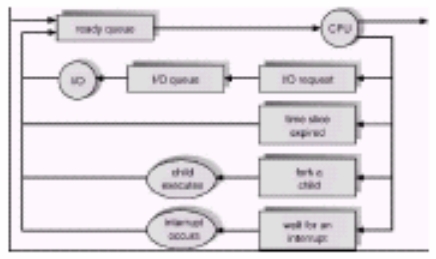 ready queue
CPU
I/O
I/O queue
I/O request
time slice
expired
child
executes
fork a
child
interrupt
occurs
wait for an
interrupt